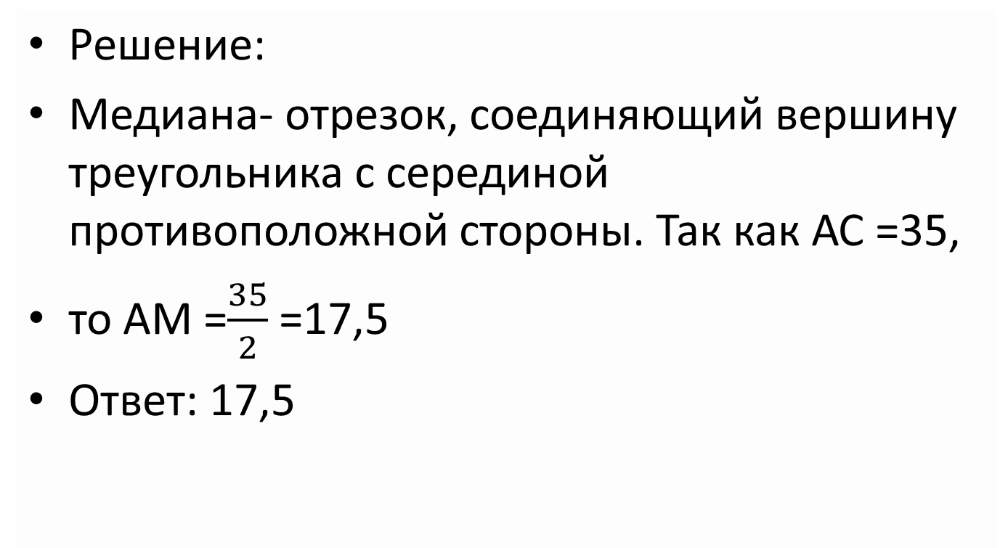 • Решение:
• Медиана- отрезок, соединяющий вершину
треугольника с серединой
противоположной стороны. Так как АС =35,
• то АМ =35/2 =17,5
• Ответ: 17,5